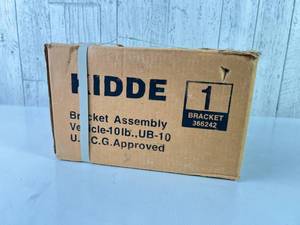 KIDDE
1
BRACKET
366242
Bracket Assembly
Vehicle-10lb.,UB-10
U.S.C.G. Approved